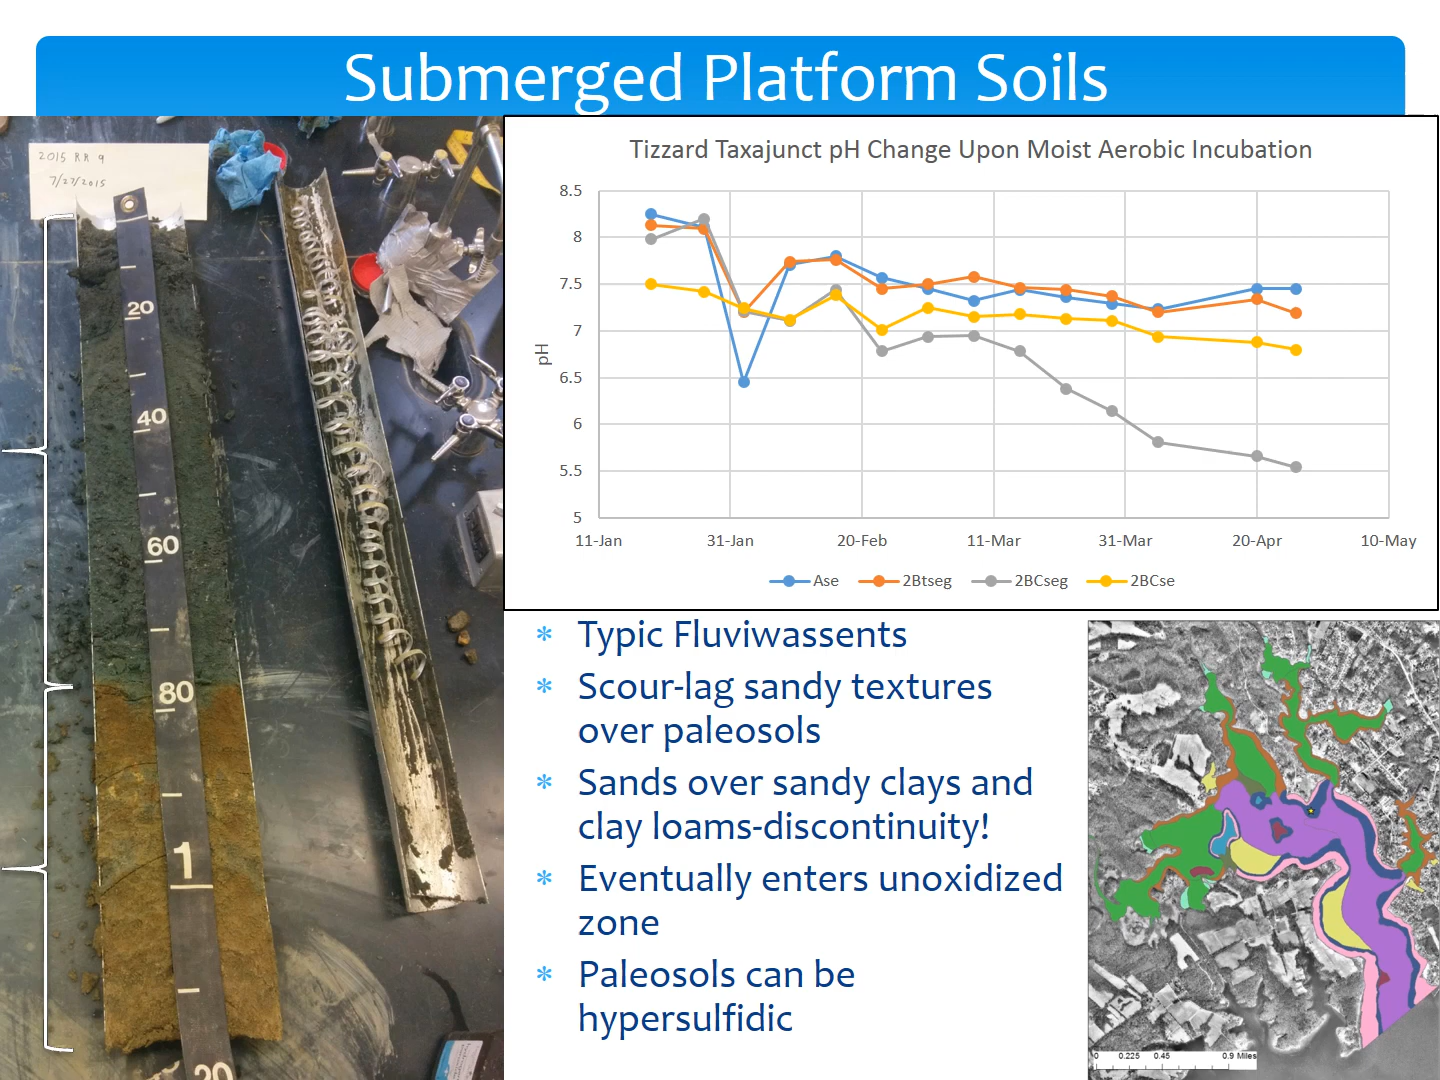 Submerged Platform Soils
2015 RR 9
7/27/2015
20
40
60
80
1
20
Tizzard Taxajunct pH Change Upon Moist Aerobic Incubation
8.5
8
7.5
7
6.5
6
5.5
5
pH
11-Jan 31-Jan 20-Feb 11-Mar 31-Mar 20-Apr 10-May
Ase 2Btseg 2BCseg 2BCse
* Typic Fluviwassents
* Scour-lag sandy textures
over paleosols
* Sands over sandy clays and
clay loams-discontinuity!
* Eventually enters unoxidized
zone
* Paleosols can be
hypersulfidic
0 0.225 0.45 0.9 Miles